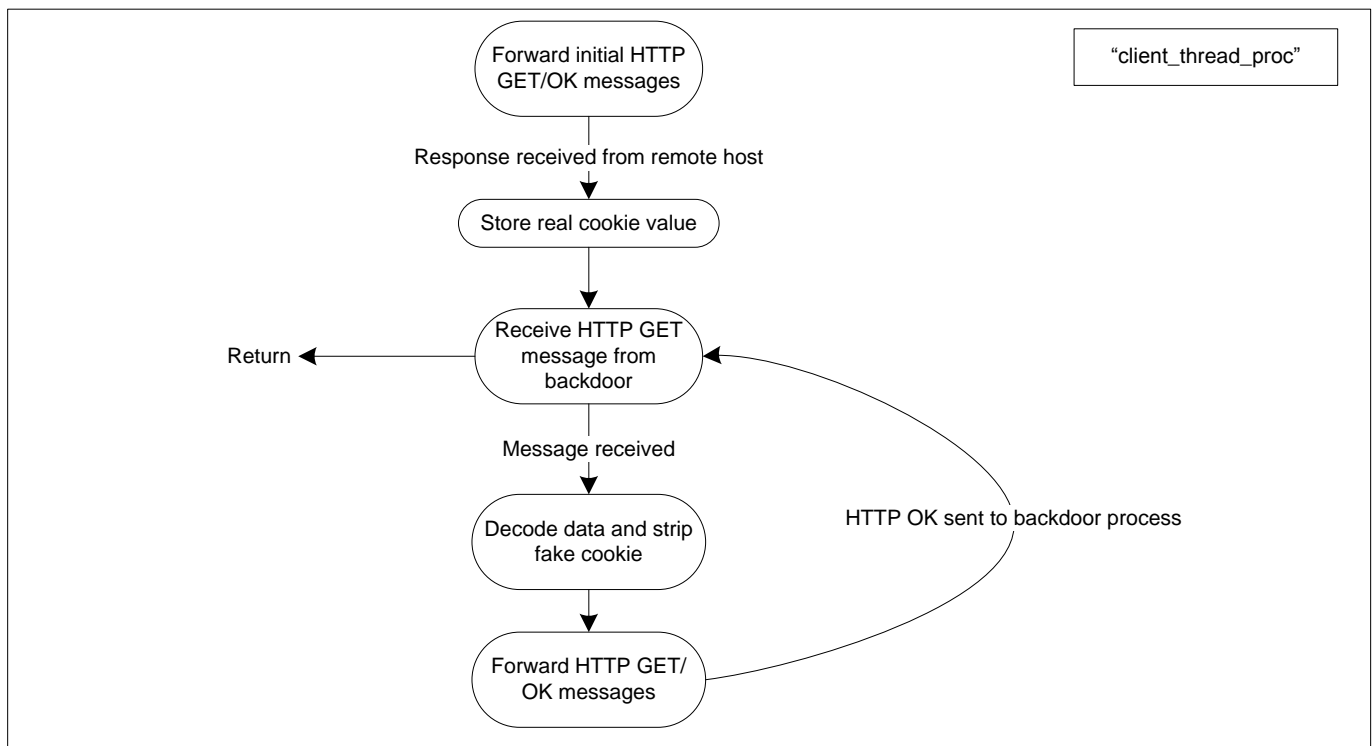 Forward initial HTTP
GET/OK messages
“client_thread_proc”
Response received from remote host
Store real cookie value
Receive HTTP GET
message from
backdoor
Return
Message received
Decode data and strip
fake cookie
HTTP OK sent to backdoor process
Forward HTTP GET/
OK messages